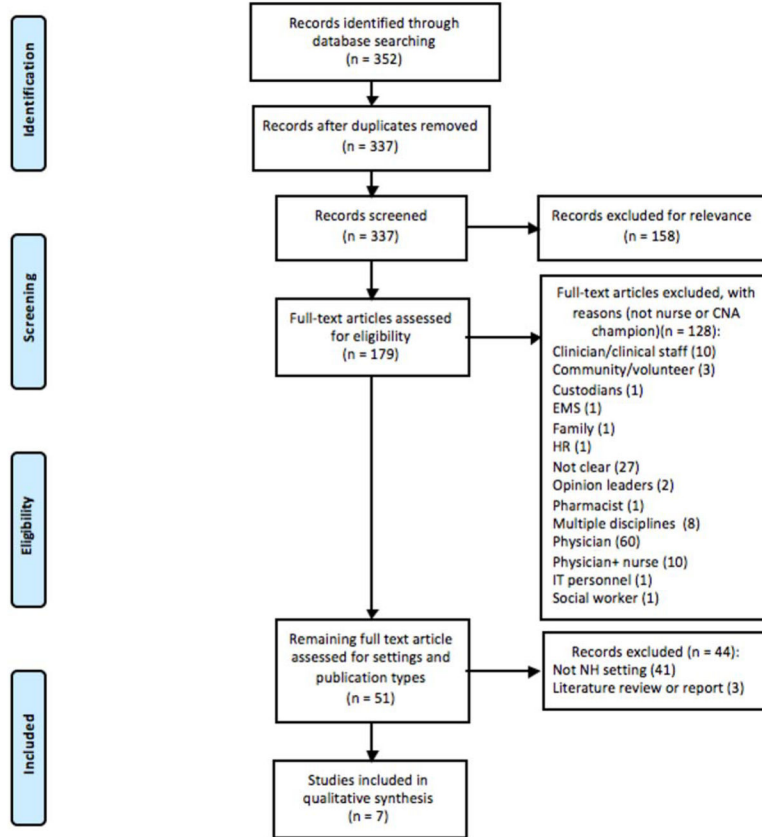 Identification
Records identified through
database searching
(n = 352)
Records after duplicates removed
(n = 337)
Records screened
(n = 337)
Records excluded for relevance
(n = 158)
Screening
Full-text articles assessed
for eligibility
(n = 179)
Full-text articles excluded, with
reasons (not nurse or CNA
champion)(n = 128):
Clinician/clinical staff (10)
Community/volunteer (3)
Custodians (1)
EMS (1)
Family (1)
HR (1)
Not clear (27)
Opinion leaders (2)
Pharmacist (1)
Multiple disciplines (8)
Physician (60)
Physician+ nurse (10)
IT personnel (1)
Social worker (1)
Eligibility
Remaining full text article
assessed for settings and
publication types
(n = 51)
Records excluded (n = 44):
Not NH setting (41)
Literature review or report (3)
Included
Studies included in
qualitative synthesis
(n = 7)